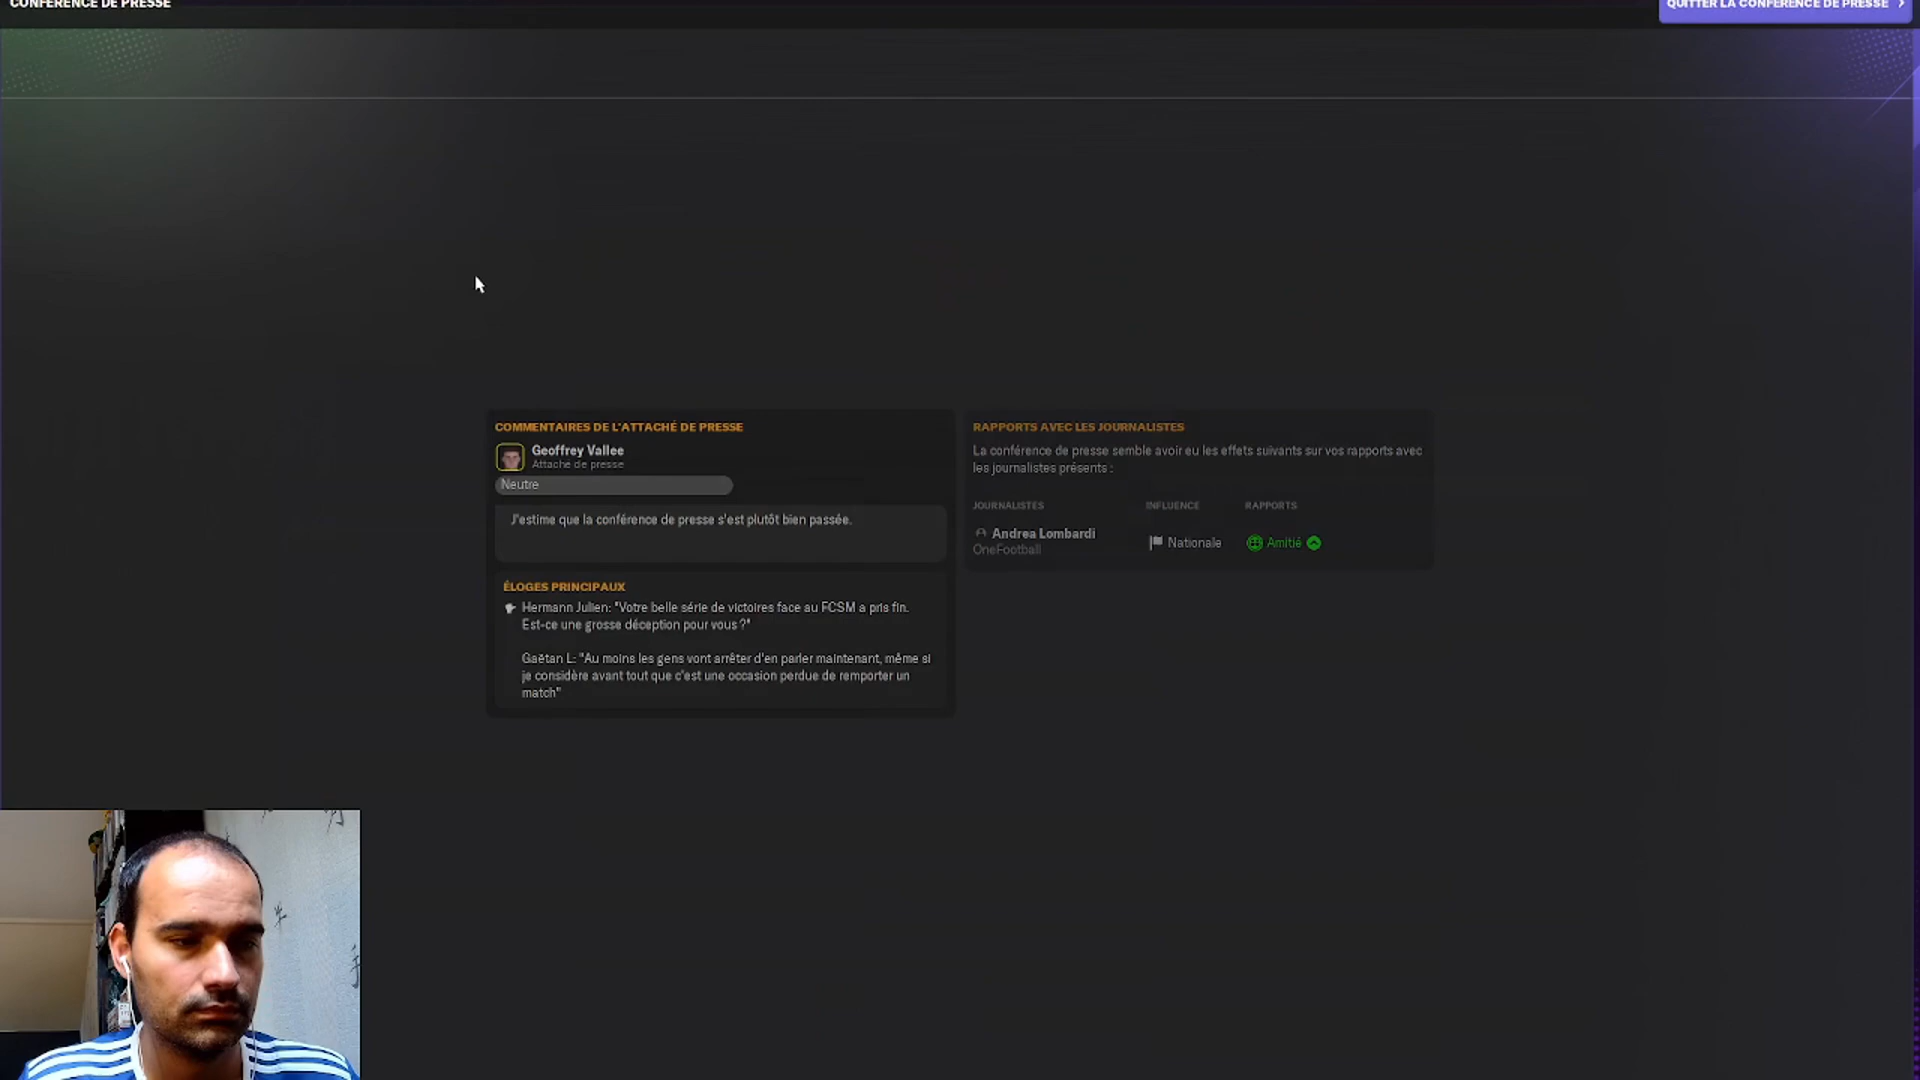 CONFÉRENCE DE PRESSE
QUITTER LA CONFÉRENCE DE PRESSE
COMMENTAIRES DE L'ATTACHÉ DE PRESSE
Geoffrey Vallee
Attaché de presse
Neutre
J'estime que la conférence de presse s'est plutôt bien passée.
ÉLOGES PRINCIPAUX
Hermann Julien: "Votre belle série de victoires face au FCSM a pris fin.
Est-ce une grosse déception pour vous ?"
Gaëtan L: "Au moins les gens vont arrêter d'en parler maintenant, même si
je considère avant tout que c'est une occasion perdue de remporter un
match"
RAPPORTS AVEC LES JOURNALISTES
La conférence de presse semble avoir eu les effets suivants sur vos rapports avec
les journalistes présents :
JOURNALISTES INFLUENCE RAPPORTS
Andrea Lombardi Nationale Amitié
OneFootball